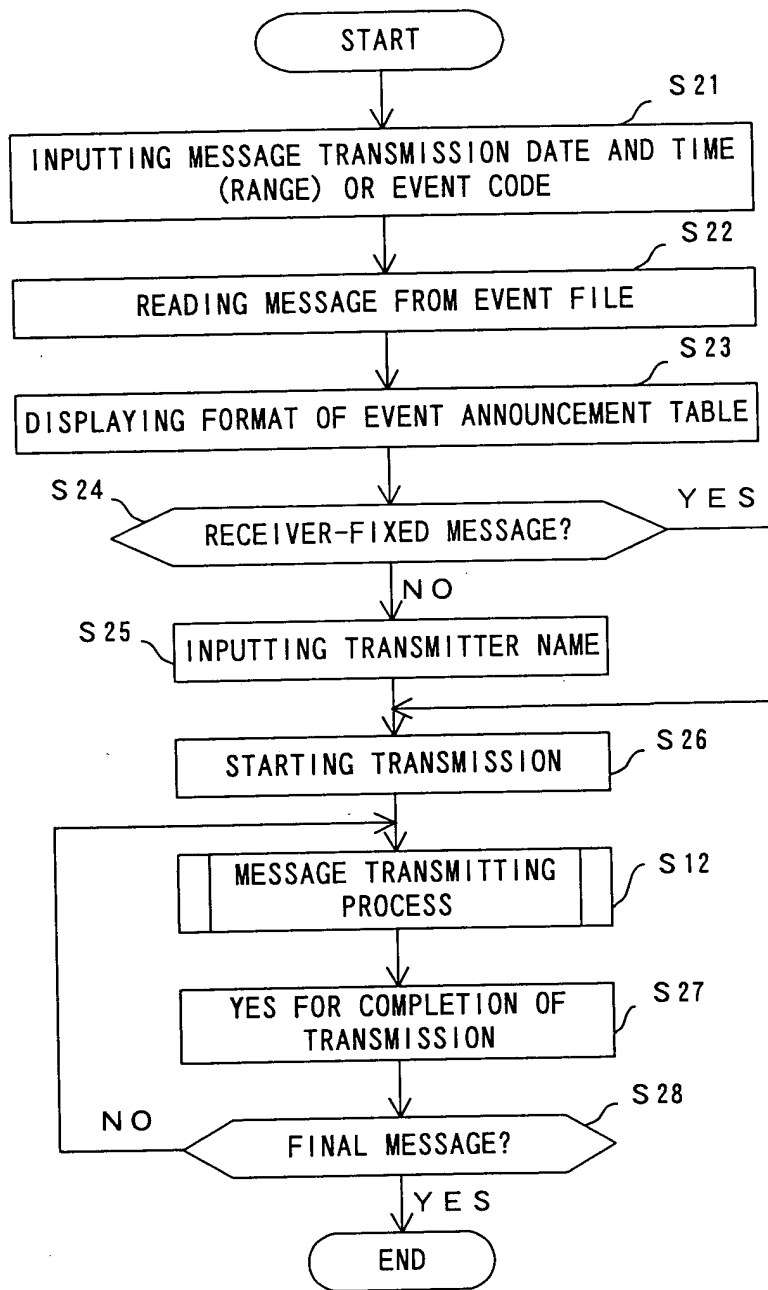 START
S21
INPUTTING MESSAGE TRANSMISSION DATE AND TIME
(RANGE) OR EVENT CODE
S22
READING MESSAGE FROM EVENT FILE
S23
DISPLAYING FORMAT OF EVENT ANNOUNCEMENT TABLE
S24
RECEIVER-FIXED MESSAGE?
YES
NO
S25
INPUTTING TRANSMITTER NAME
S26
STARTING TRANSMISSION
MESSAGE TRANSMITTING
PROCESS
S12
YES FOR COMPLETION OF
TRANSMISSION
S27
NO
S28
FINAL MESSAGE?
YES
END